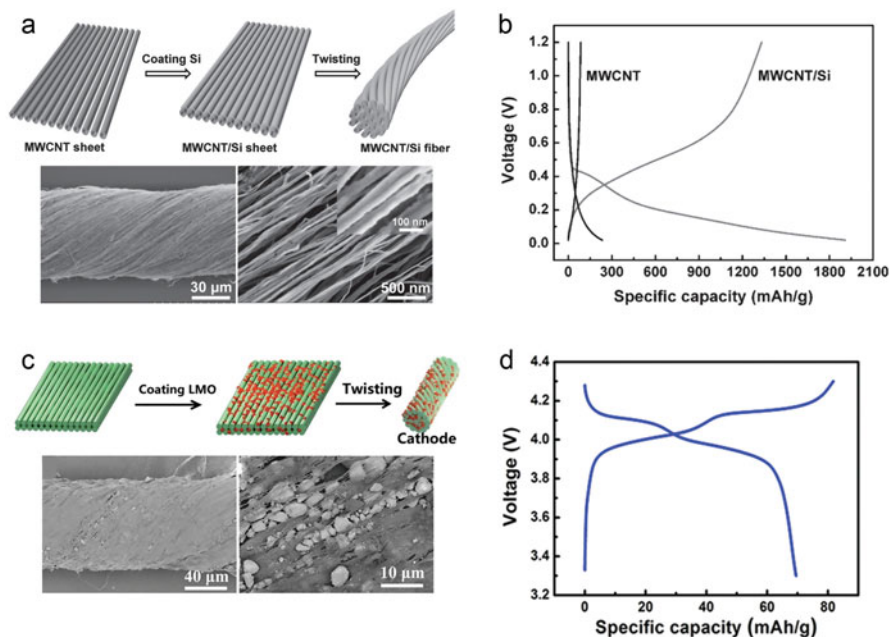 a
Coating Si
Twisting
MWCNT sheet
MWCNT/Si sheet
MWCNT/Si fiber
30 μm
100 nm
500 nm
b
1.2
1.0
0.8
0.6
0.4
0.2
0.0
Voltage (V)
MWCNT
MWCNT/Si
0 300 600 900 1200 1500 1800 2100
Specific capacity (mAh/g)
c
Coating LMO
Twisting
Cathode
40 μm
10 μm
d
4.4
4.2
4.0
3.8
3.6
3.4
3.2
Voltage (V)
0 20 40 60 80
Specific capacity (mAh/g)